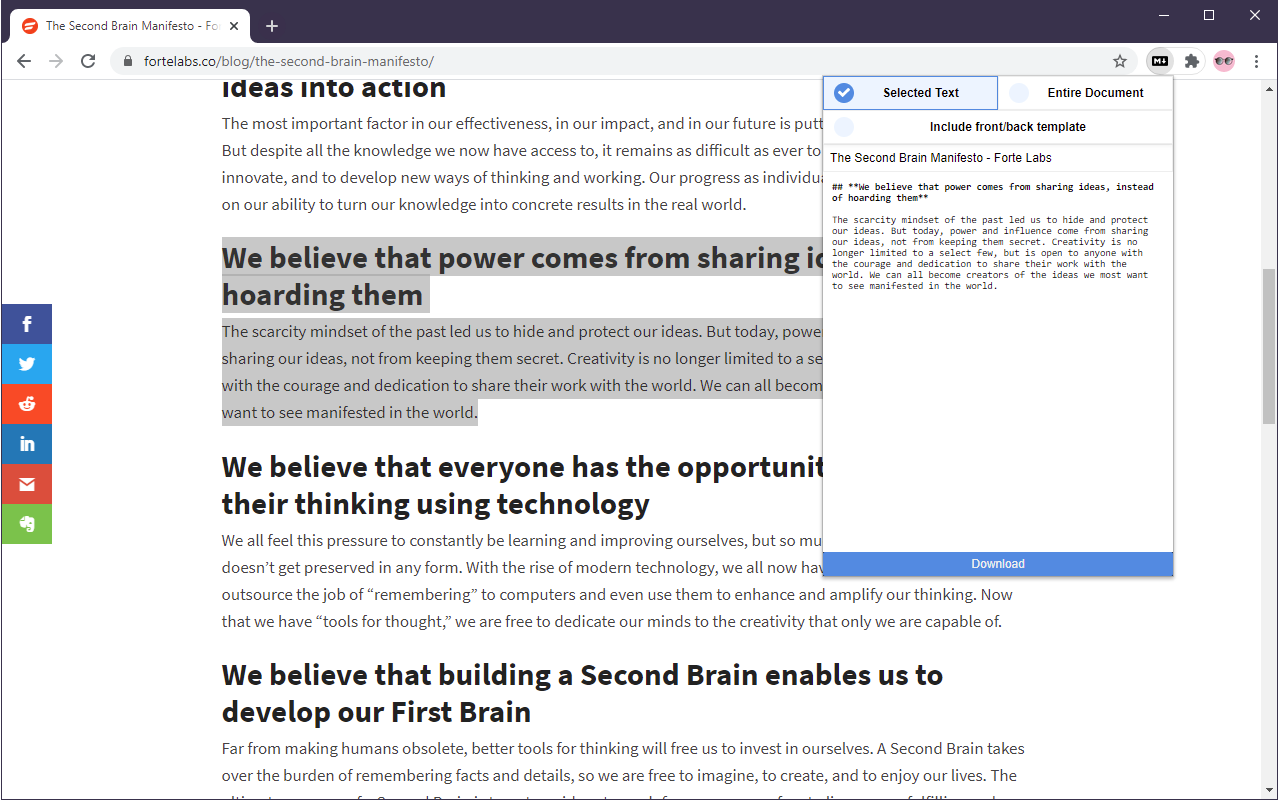 The Second Brain Manifesto - Fo
fortelabs.co/blog/the-second-brain-manifesto/
ideas into action
The most important factor in our effectiveness, in our impact, and in our future is putt
But despite all the knowledge we now have access to, it remains as difficult as ever to
innovate, and to develop new ways of thinking and working. Our progress as individua
on our ability to turn our knowledge into concrete results in the real world.
We believe that power comes from sharing id
hoarding them
The scarcity mindset of the past led us to hide and protect our ideas. But today, power
sharing our ideas, not from keeping them secret. Creativity is no longer limited to a se
with the courage and dedication to share their work with the world. We can all becom
want to see manifested in the world.
We believe that everyone has the opportunit
their thinking using technology
We all feel this pressure to constantly be learning and improving ourselves, but so mu
doesn’t get preserved in any form. With the rise of modern technology, we all now hav
outsource the job of “remembering” to computers and even use them to enhance and amplify our thinking. Now
that we have “tools for thought,” we are free to dedicate our minds to the creativity that only we are capable of.
We believe that building a Second Brain enables us to
develop our First Brain
Far from making humans obsolete, better tools for thinking will free us to invest in ourselves. A Second Brain takes
over the burden of remembering facts and details, so we are free to imagine, to create, and to enjoy our lives. The
Selected Text
Entire Document
Include front/back template
The Second Brain Manifesto - Forte Labs
## **We believe that power comes from sharing ideas, instead
of hoarding them**
The scarcity mindset of the past led us to hide and protect
our ideas. But today, power and influence come from sharing
our ideas, not from keeping them secret. Creativity is no
longer limited to a select few, but is open to anyone with
the courage and dedication to share their work with the
world. We can all become creators of the ideas we most want
to see manifested in the world.
Download